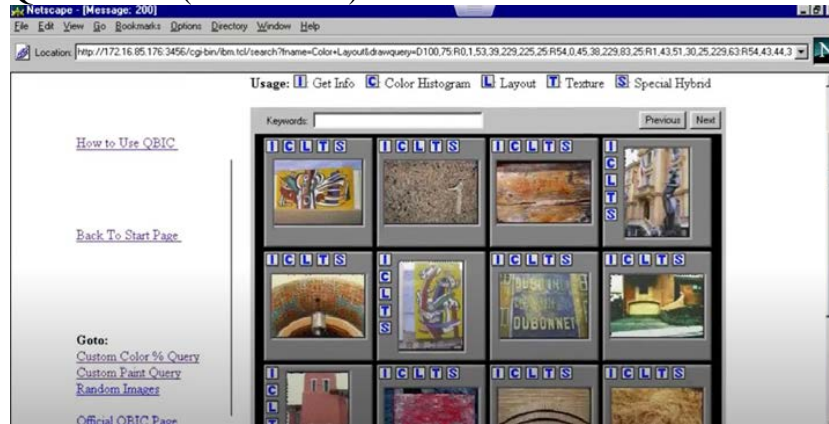 Netscape - [Message: 200]
File Edit View Go Bookmarks Options Directory Window Help
Location: http://172.16.85.176:3456/cgi-bin/ibm.tcl/search?fname=Color+Layout&drawquery=D100,75:R0,1,53,39,229,225,25:R54,0,45,38,229,83,25:R1,43,51,30,25,229,63:R54,43,44,3
N
Usage: I Get Info C Color Histogram L Layout T Texture S Special Hybrid
Keywords: Previous Next
How to Use QBIC
Back To Start Page
Goto:
Custom Color % Query
Custom Paint Query
Random Images
Official QBIC Page
I C L T S
I C L T S
I C L T S
I
C
L
T
S
I C L T S
I
C
L
T
S
I C L T S
DUBONNET
DUBONNET
I C L T S
I
C
L
T
I C L T S
I C L T S
I C L T S